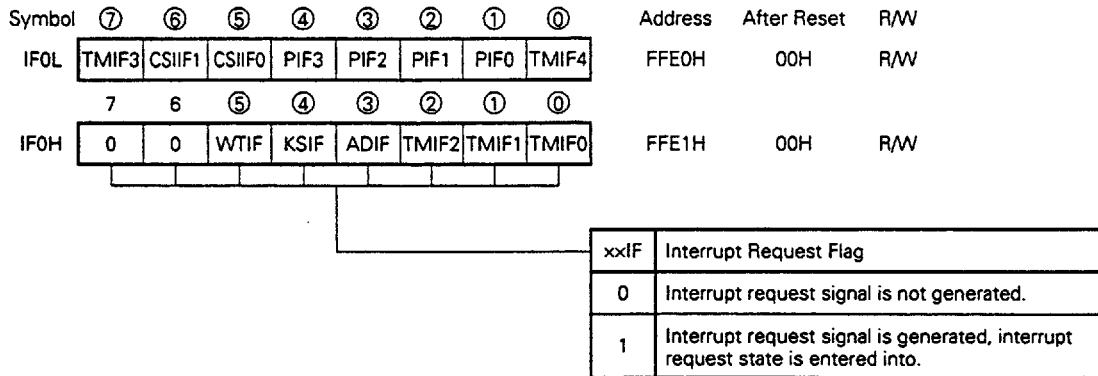 Symbol ⑦ ⑥ ⑤ ④ ③ ② ① ⓪ Address After Reset R/W
IF0L TMIF3 CSIIF1 CSIIF0 PIF3 PIF2 PIF1 PIF0 TMIF4 FFE0H 00H R/W
7 6 ⑤ ④ ③ ② ① ⓪
IF0H 0 0 WTIF KSIF ADIF TMIF2 TMIF1 TMIF0 FFE1H 00H R/W
xxIF Interrupt Request Flag
0 Interrupt request signal is not generated.
1 Interrupt request signal is generated, interrupt
request state is entered into.